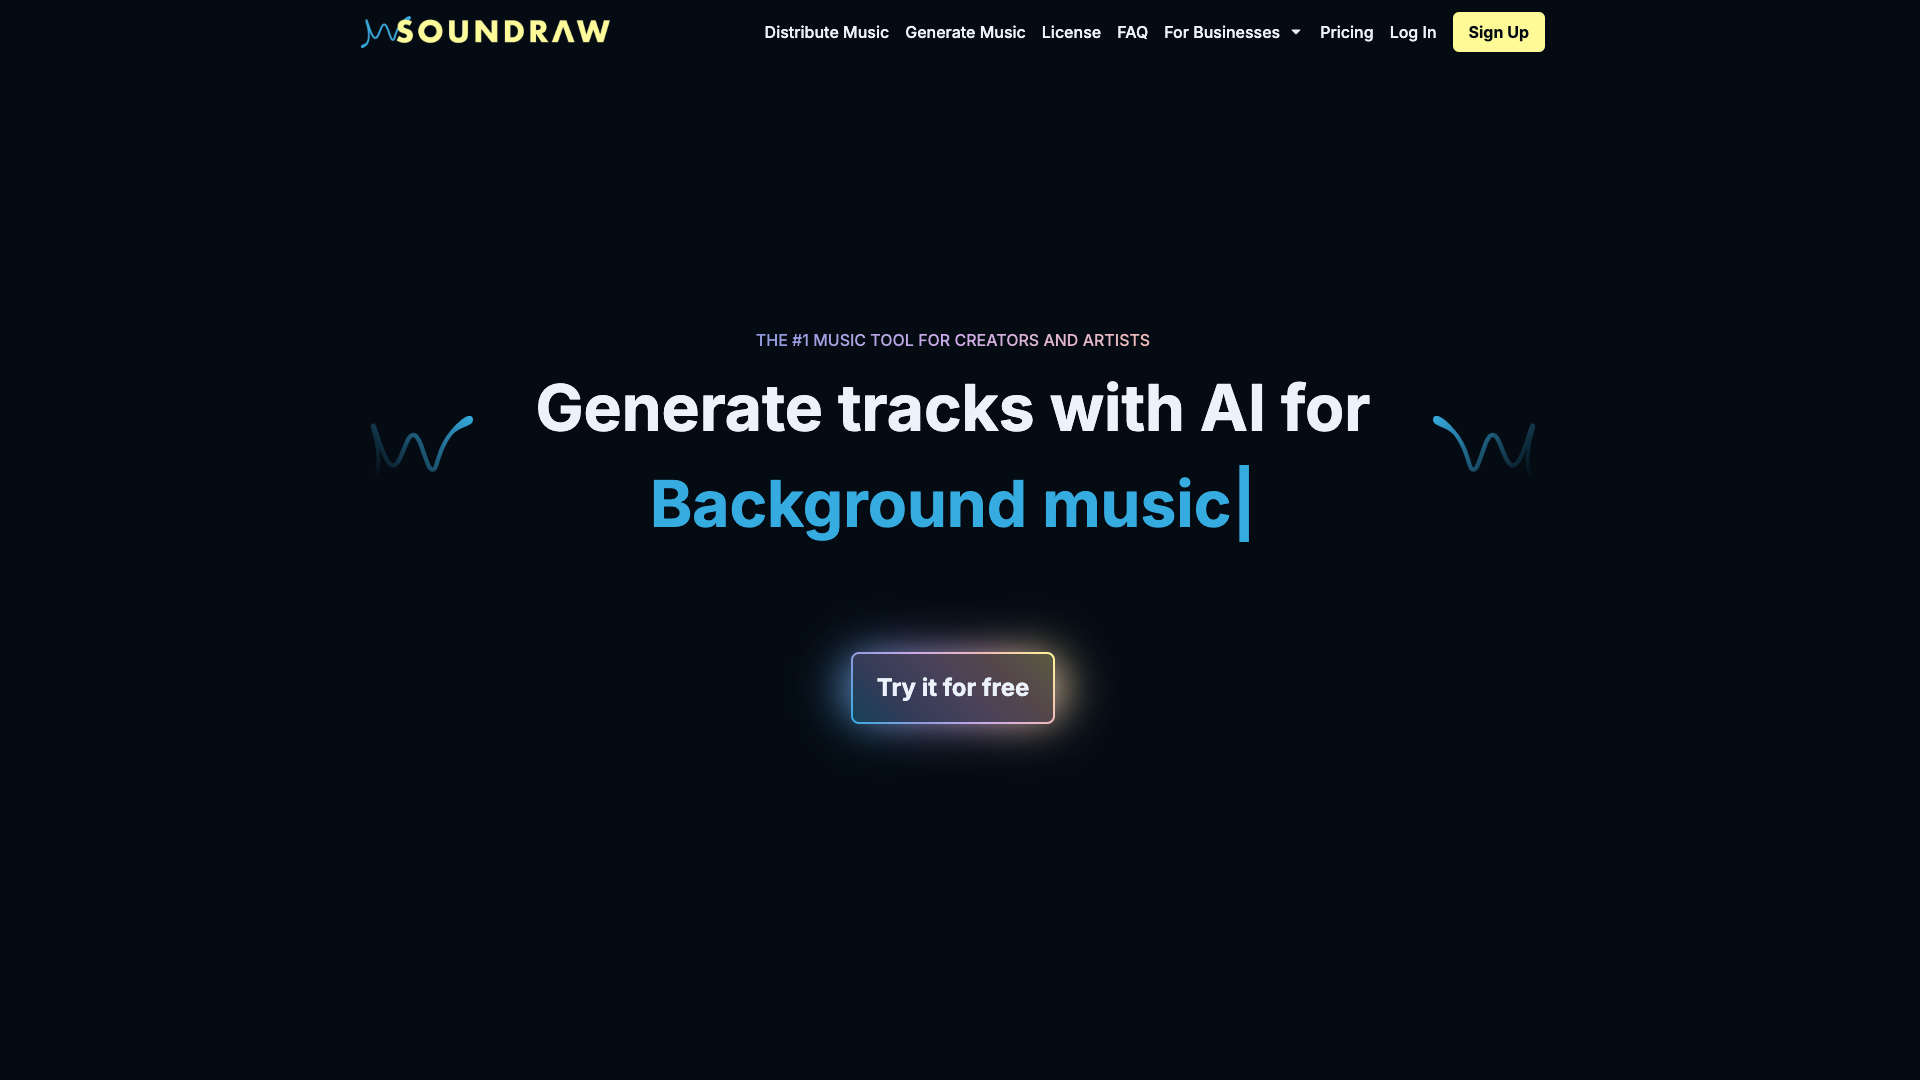 SOUNDRAW
Distribute Music Generate Music License FAQ For Businesses Pricing Log In Sign Up
THE #1 MUSIC TOOL FOR CREATORS AND ARTISTS
Generate tracks with AI for
Background music
Try it for free